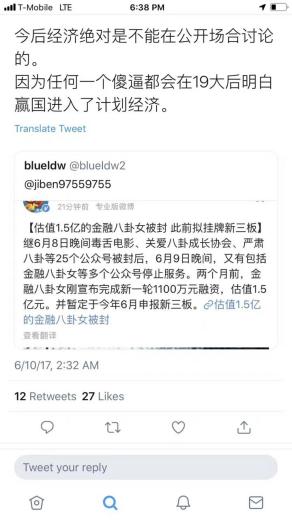 T-Mobile LTE 6:38 PM
今后经济绝对是不能在公开场合讨论
的。
因为任何一个傻逼都会在19大后明白
赢国进入了计划经济。
Translate Tweet
blueldw @blueldw2
@jiben97559755
21分钟前 专业版微博
【估值1.5亿的金融八卦女被封 此前拟挂牌新三板】
继6月8日晚间毒舌电影、关爱八卦成长协会、严肃
八卦等25个公众号被封后，6月9日晚间，又有包括
金融八卦女等多个公众号停止服务。两个月前，金
融八卦女刚宣布完成新一轮1100万元融资，估值1.5
亿元。并暂定于今年6月申报新三板。估值1.5亿
的金融八卦女被封
查看翻译
6/10/17, 2:32 AM
12 Retweets 27 Likes
Tweet your reply